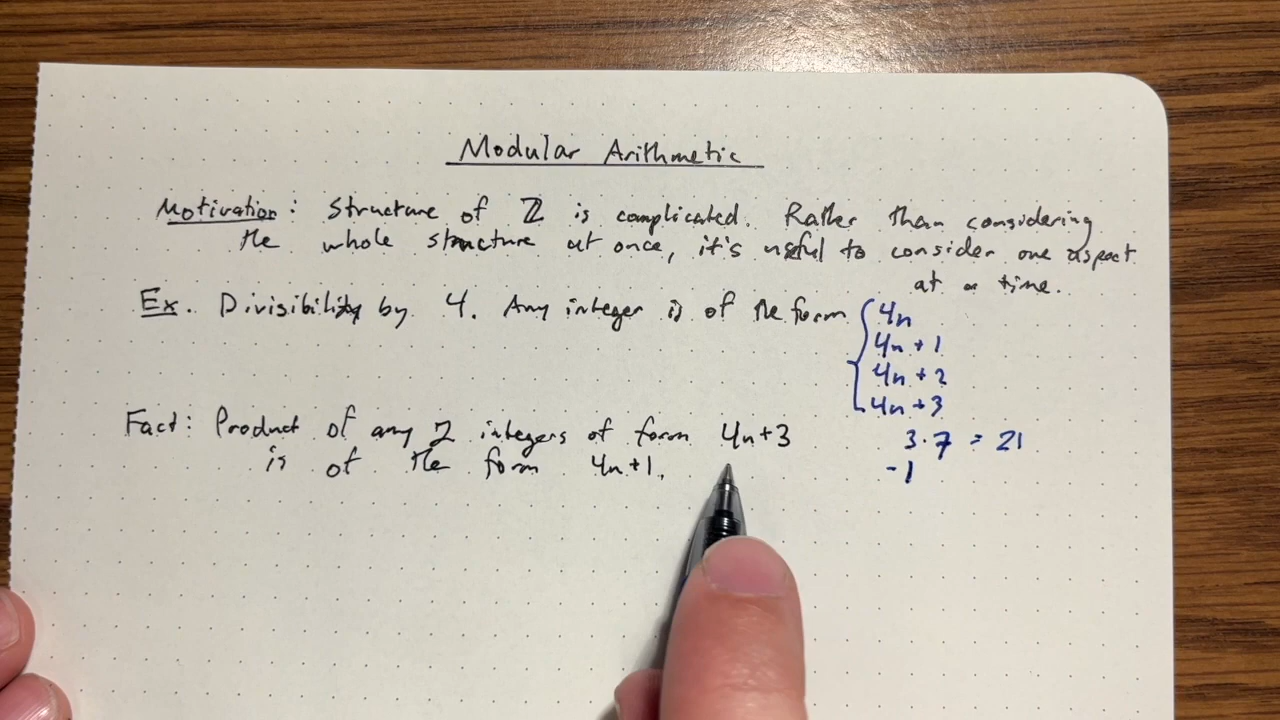 Modular Arithmetic
Motivation: Structure of ℤ is complicated. Rather than considering
the whole structure at once, it's useful to consider one aspect
at a time.
Ex. Divisibility by 4. Any integer is of the form { 4n
4n + 1
4n + 2
4n + 3
Fact: Product of any 2 integers of form 4n+3
is of the form 4n+1.
3·7 = 21
-1